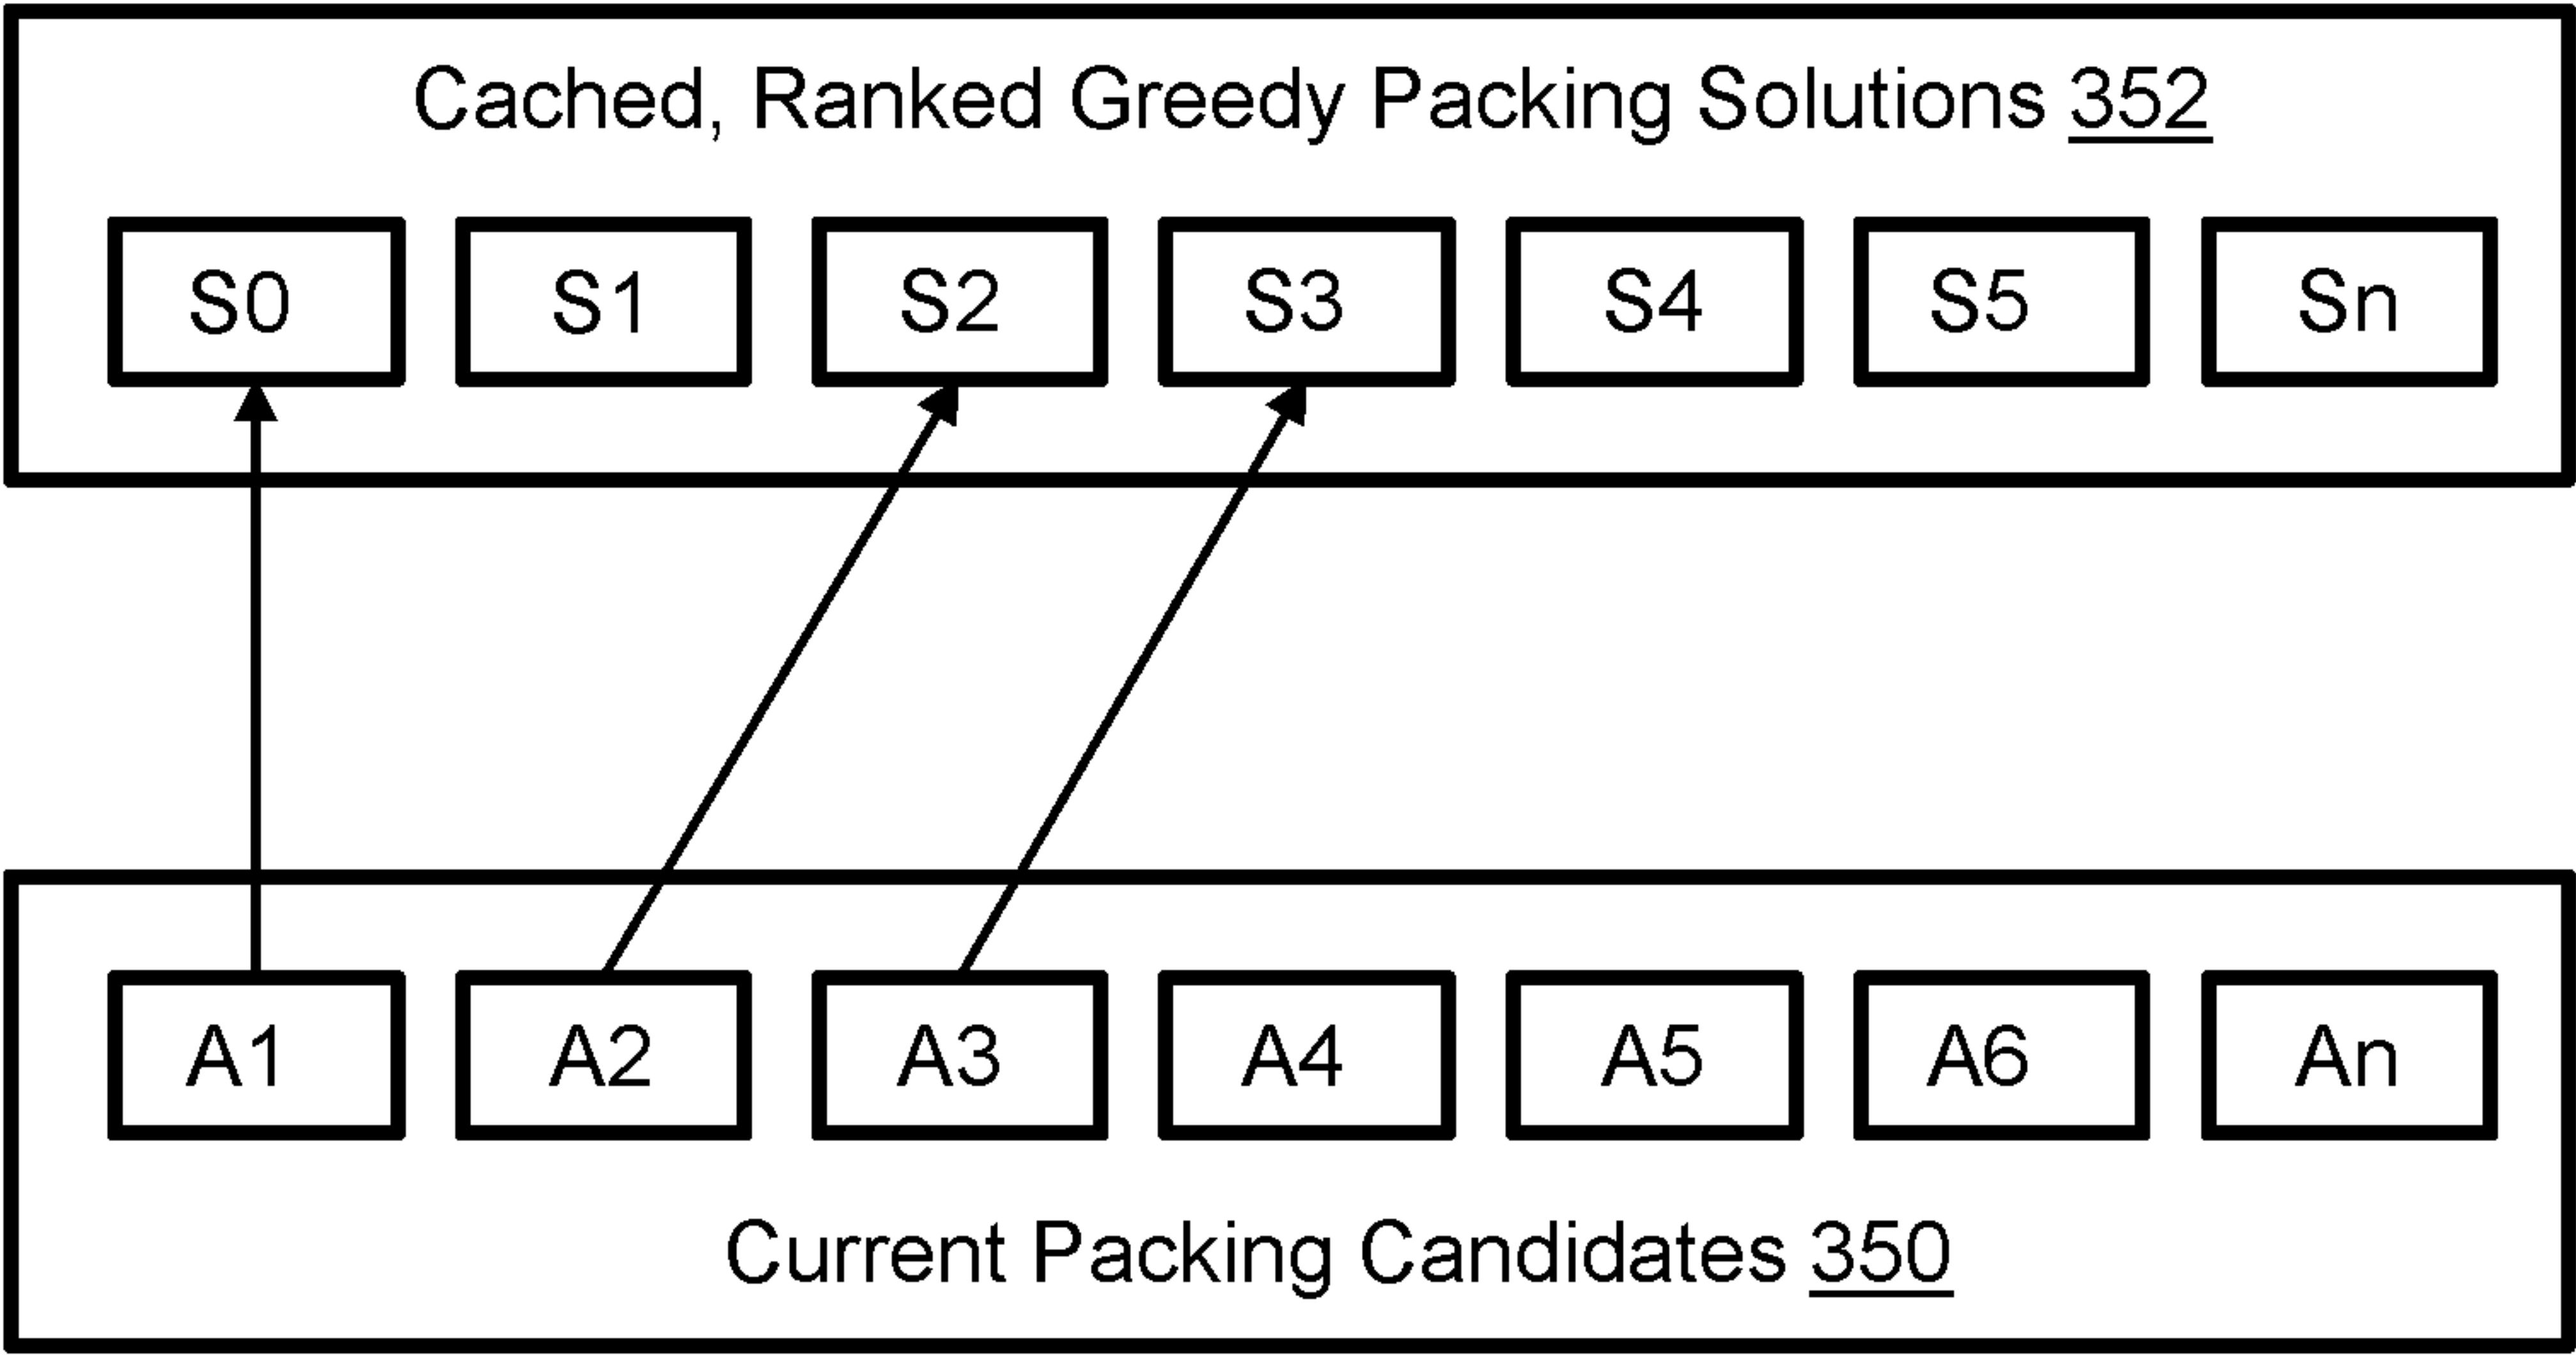 Cached, Ranked Greedy Packing Solutions 352
S0 S1 S2 S3 S4 S5 Sn
A1 A2 A3 A4 A5 A6 An
Current Packing Candidates 350